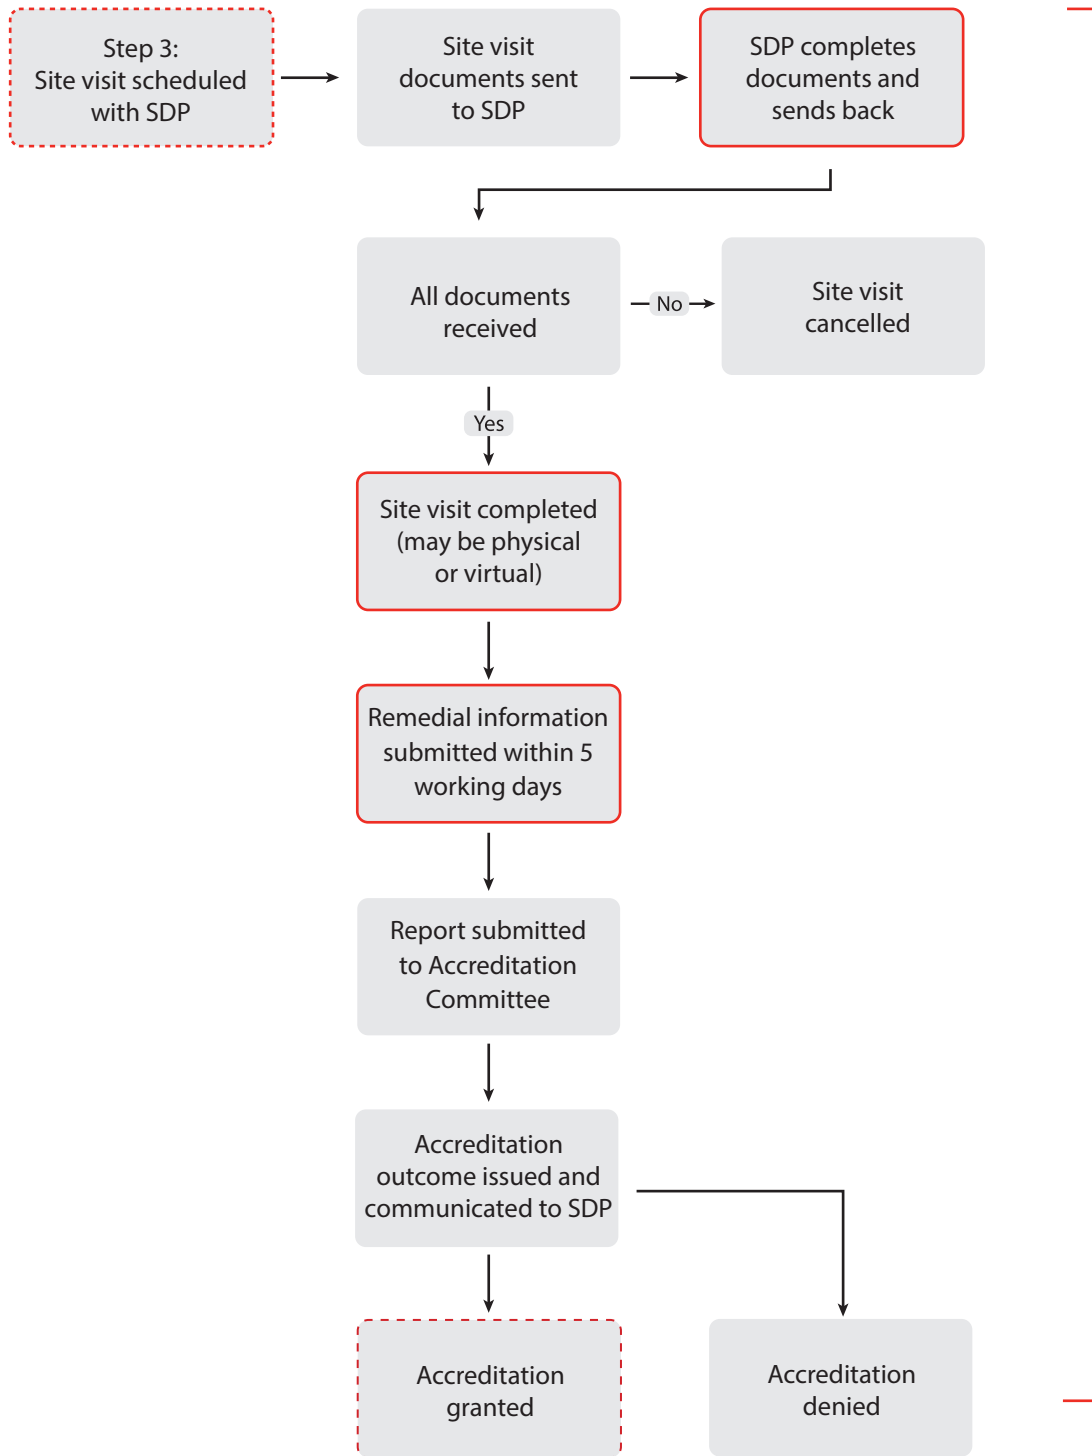 Step 3:
Site visit scheduled
with SDP
Site visit
documents sent
to SDP
SDP completes
documents and
sends back
All documents
received
No
Site visit
cancelled
Yes
Site visit completed
(may be physical
or virtual)
Remedial information
submitted within 5
working days
Report submitted
to Accreditation
Committee
Accreditation
outcome issued and
communicated to SDP
Accreditation
granted
Accreditation
denied